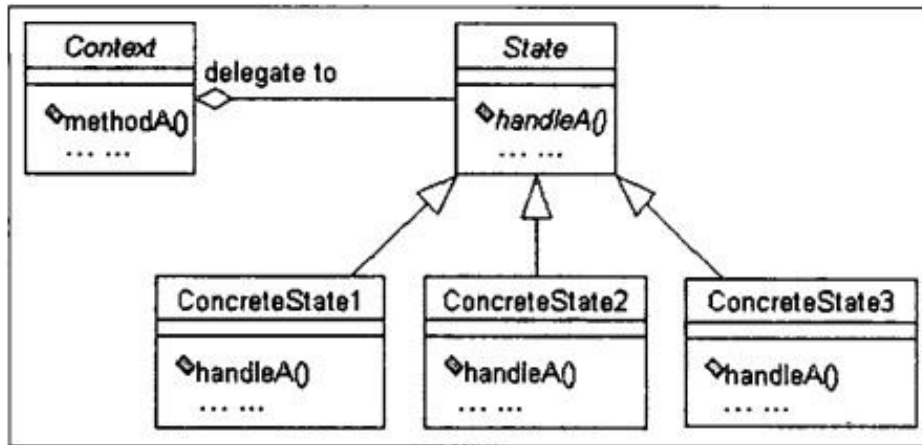 Context
delegate to
methodA()
... ...
State
handleA()
... ...
ConcreteState1
handleA()
... ...
ConcreteState2
handleA()
... ...
ConcreteState3
handleA()
... ...